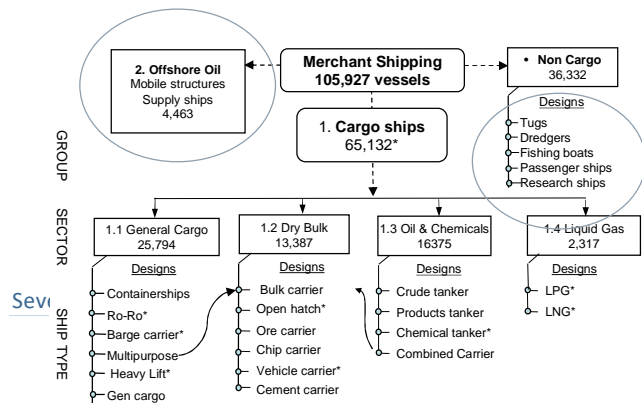 Merchant Shipping
105,927 vessels
2. Offshore Oil
Mobile structures
Supply ships
4,463
• Non Cargo
36,332
Designs
Tugs
Dredgers
Fishing boats
Passenger ships
Research ships
1. Cargo ships
65,132*
GROUP
SECTOR
SHIP TYPE
1.1 General Cargo
25,794
Designs
Containerships
Ro-Ro*
Barge carrier*
Multipurpose
Heavy Lift*
Gen cargo
1.2 Dry Bulk
13,387
Designs
Bulk carrier
Open hatch*
Ore carrier
Chip carrier
Vehicle carrier*
Cement carrier
1.3 Oil & Chemicals
16375
Designs
Crude tanker
Products tanker
Chemical tanker*
Combined Carrier
1.4 Liquid Gas
2,317
Designs
LPG*
LNG*